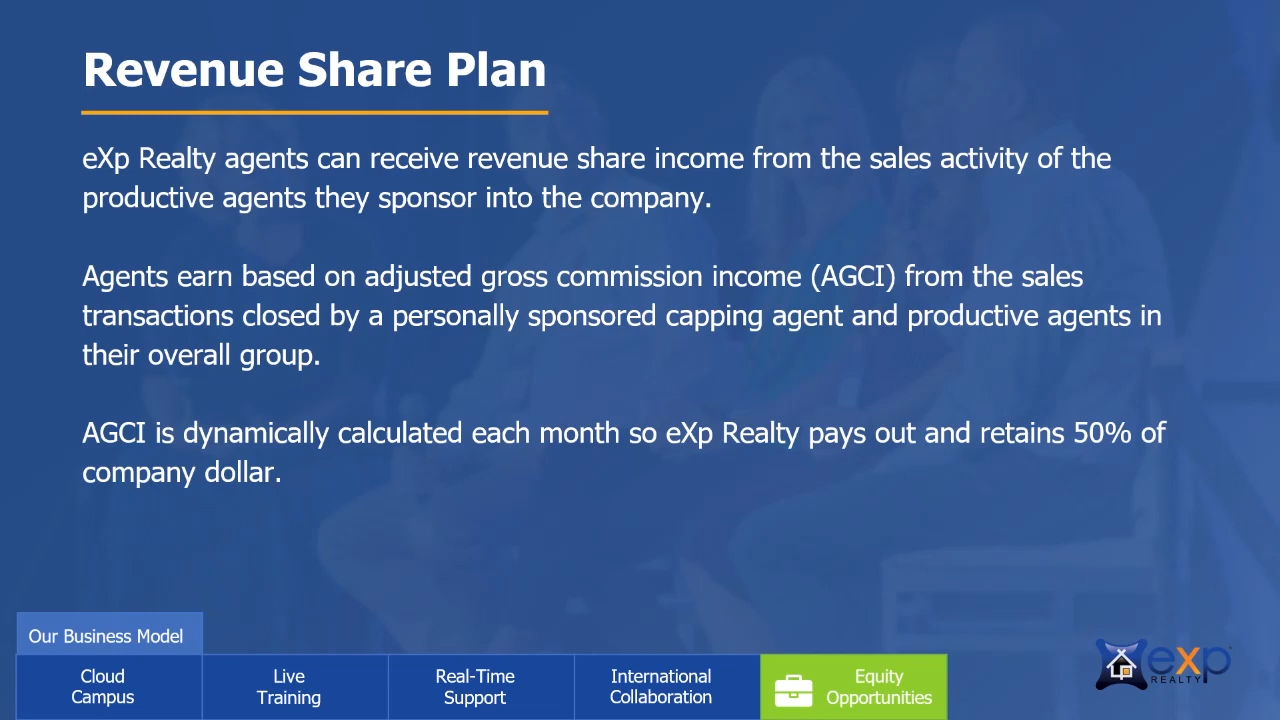 Revenue Share Plan
eXp Realty agents can receive revenue share income from the sales activity of the
productive agents they sponsor into the company.
Agents earn based on adjusted gross commission income (AGCI) from the sales
transactions closed by a personally sponsored capping agent and productive agents in
their overall group.
AGCI is dynamically calculated each month so eXp Realty pays out and retains 50% of
company dollar.
Our Business Model
Cloud
Campus
Live
Training
Real-Time
Support
International
Collaboration
Equity
Opportunities
eXp
REALTY